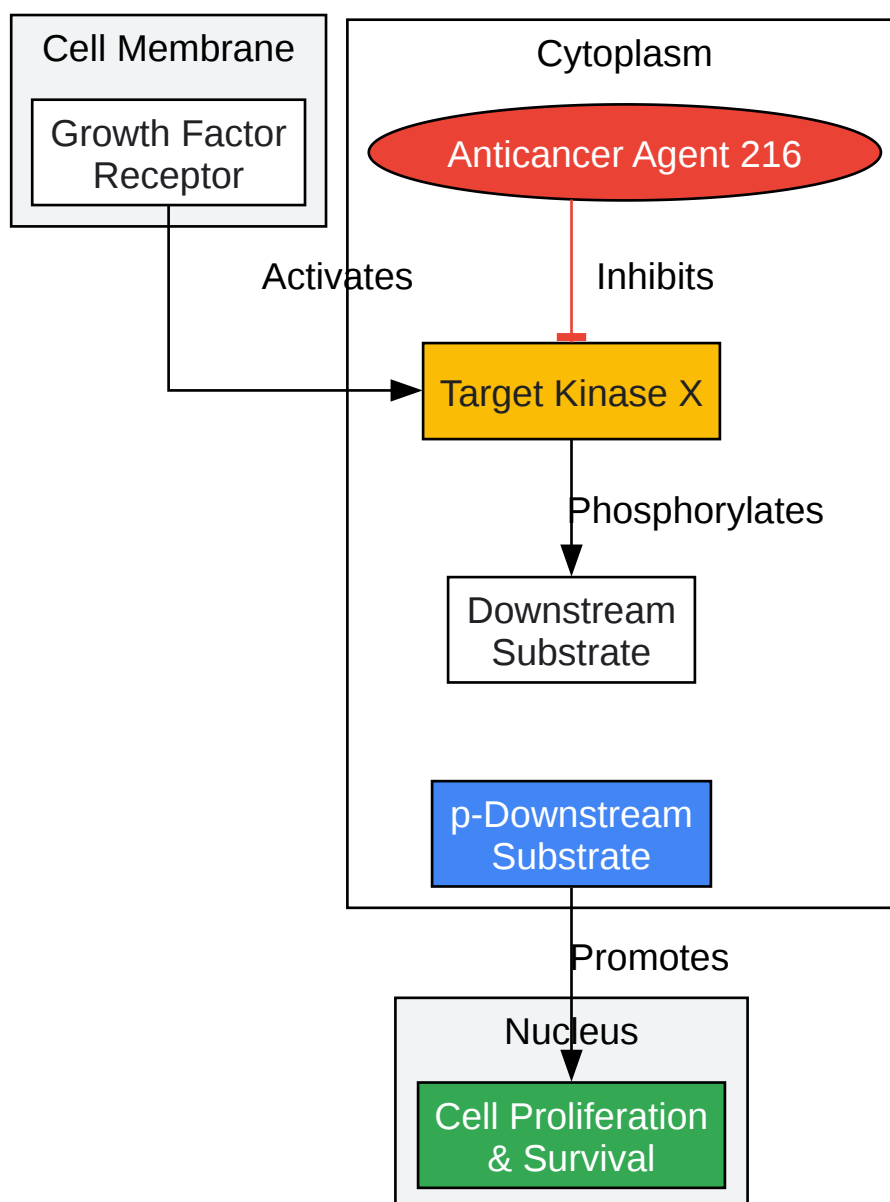 Cell Membrane
Growth Factor
Receptor
Cytoplasm
Anticancer Agent 216
Activates
Inhibits
Target Kinase X
Phosphorylates
Downstream
Substrate
p-Downstream
Substrate
Promotes
Nucleus
Cell Proliferation
& Survival